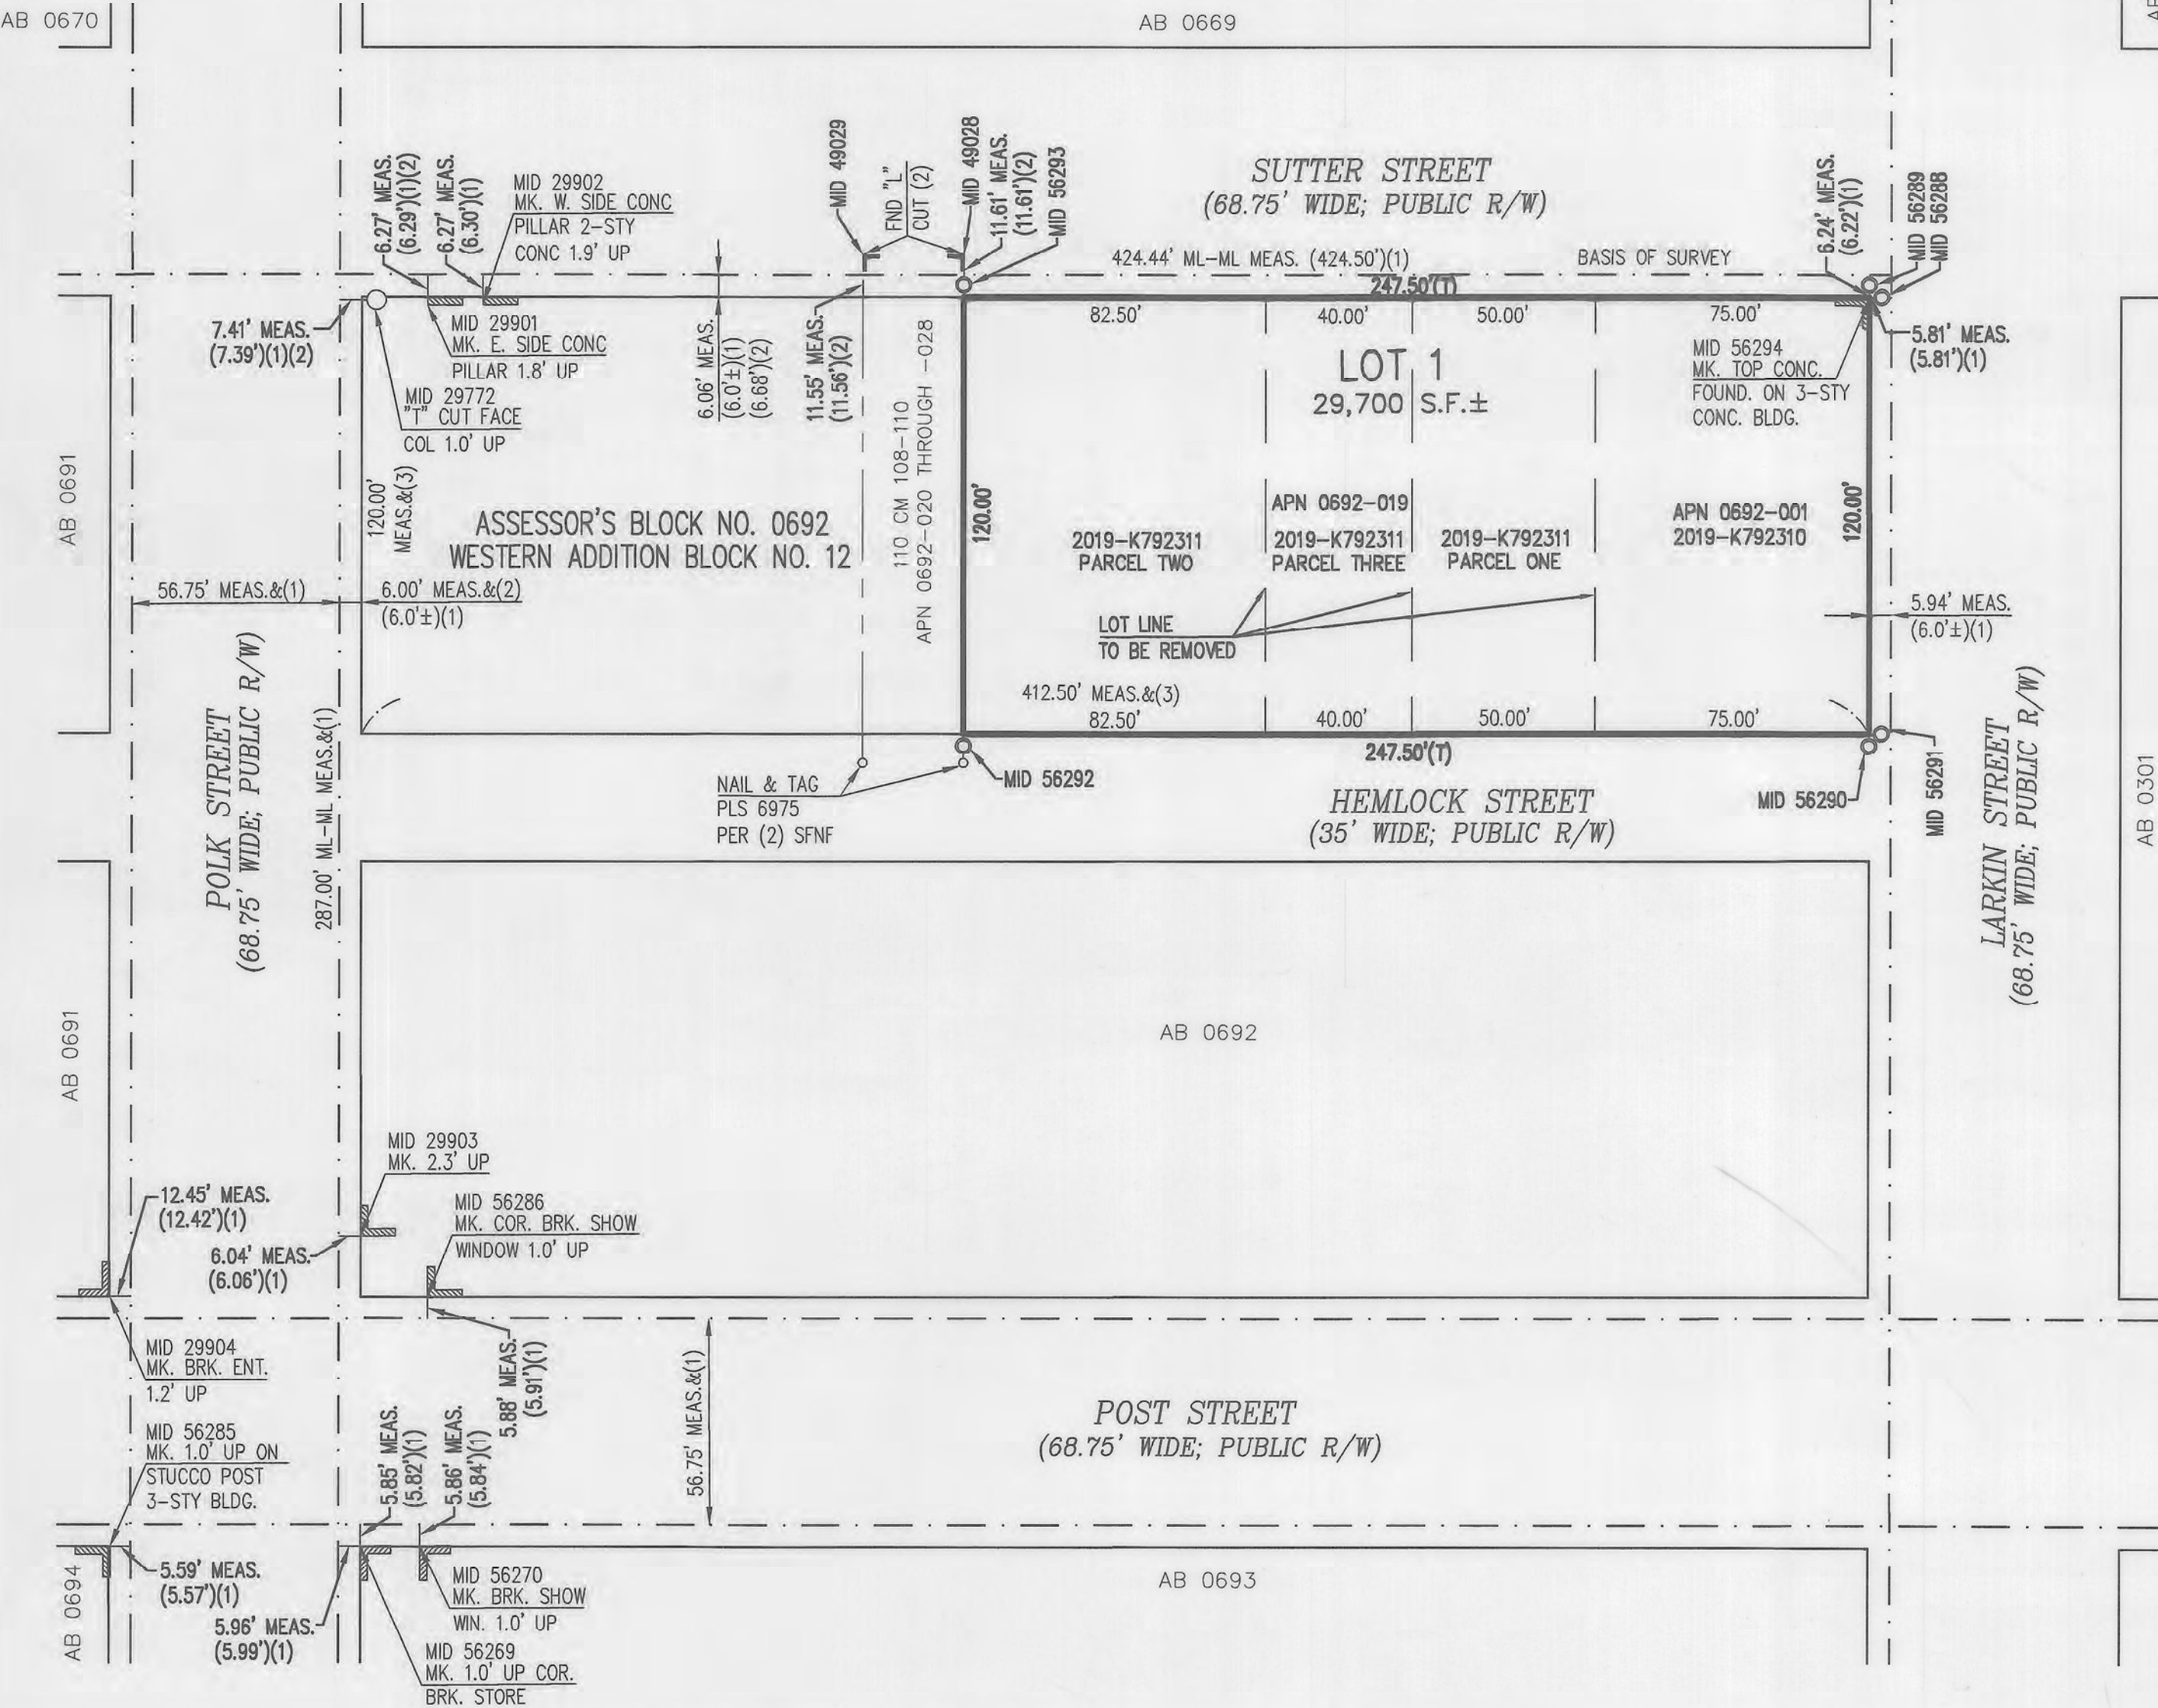 AB 0670
AB 0669
SUTTER STREET
(68.75' WIDE; PUBLIC R/W)
424.44' ML-ML MEAS. (424.50')(1)
BASIS OF SURVEY
247.50'(T)
6.27' MEAS.
(6.29')(1)(2)
6.27' MEAS.
(6.30')(1)
MID 29902
MK. W. SIDE CONC
PILLAR 2-STY
CONC 1.9' UP
MID 49029
FND "L"
CUT (2)
MID 49028
11.61' MEAS.
(11.61')(2)
MID 56293
6.24' MEAS.
(6.22')(1)
MID 56289
MID 56288
7.41' MEAS.
(7.39')(1)(2)
MID 29901
MK. E. SIDE CONC
PILLAR 1.8' UP
MID 29772
"T" CUT FACE
COL 1.0' UP
6.06' MEAS.
(6.0'±)(1)
(6.68')(2)
11.55' MEAS.
(11.56')(2)
110 CM 108-110
APN 0692-020 THROUGH -028
82.50'
40.00'
50.00'
75.00'
LOT 1
29,700 S.F.±
MID 56294
MK. TOP CONC.
FOUND. ON 3-STY
CONC. BLDG.
5.81' MEAS.
(5.81')(1)
AB 0691
120.00'
MEAS.&(3)
ASSESSOR'S BLOCK NO. 0692
WESTERN ADDITION BLOCK NO. 12
120.00'
2019-K792311
PARCEL TWO
APN 0692-019
2019-K792311
PARCEL THREE
2019-K792311
PARCEL ONE
APN 0692-001
2019-K792310
120.00'
56.75' MEAS.&(1)
6.00' MEAS.&(2)
(6.0'±)(1)
LOT LINE
TO BE REMOVED
5.94' MEAS.
(6.0'±)(1)
412.50' MEAS.&(3)
82.50'
40.00'
50.00'
75.00'
247.50'(T)
POLK STREET
(68.75' WIDE; PUBLIC R/W)
287.00' ML-ML MEAS.&(1)
NAIL & TAG
PLS 6975
PER (2) SFNF
MID 56292
HEMLOCK STREET
(35' WIDE; PUBLIC R/W)
MID 56290
MID 56291
LARKIN STREET
(68.75' WIDE; PUBLIC R/W)
AB 0301
AB 0691
AB 0692
MID 29903
MK. 2.3' UP
12.45' MEAS.
(12.42')(1)
6.04' MEAS.
(6.06')(1)
MID 56286
MK. COR. BRK. SHOW
WINDOW 1.0' UP
MID 29904
MK. BRK. ENT.
1.2' UP
5.88' MEAS.
(5.91')(1)
56.75' MEAS.&(1)
POST STREET
(68.75' WIDE; PUBLIC R/W)
MID 56285
MK. 1.0' UP ON
STUCCO POST
3-STY BLDG.
5.85' MEAS.
(5.82')(1)
5.86' MEAS.
(5.84')(1)
AB 0694
5.59' MEAS.
(5.57')(1)
5.96' MEAS.
(5.99')(1)
MID 56270
MK. BRK. SHOW
WIN. 1.0' UP
MID 56269
MK. 1.0' UP COR.
BRK. STORE
AB 0693